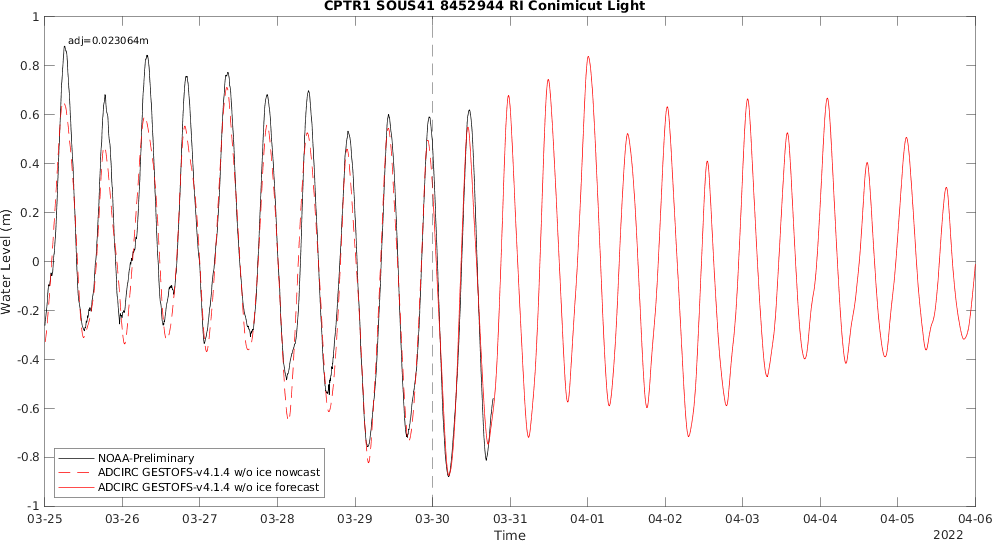 CPTR1 SOUS41 8452944 RI Conimicut Light
adj=0.023064m
1
0.8
0.6
0.4
0.2
0
-0.2
-0.4
-0.6
-0.8
-1
Water Level (m)
NOAA-Preliminary
ADCIRC GESTOFS-v4.1.4 w/o ice nowcast
ADCIRC GESTOFS-v4.1.4 w/o ice forecast
03-25 03-26 03-27 03-28 03-29 03-30 03-31 04-01 04-02 04-03 04-04 04-05 04-06
Time
2022